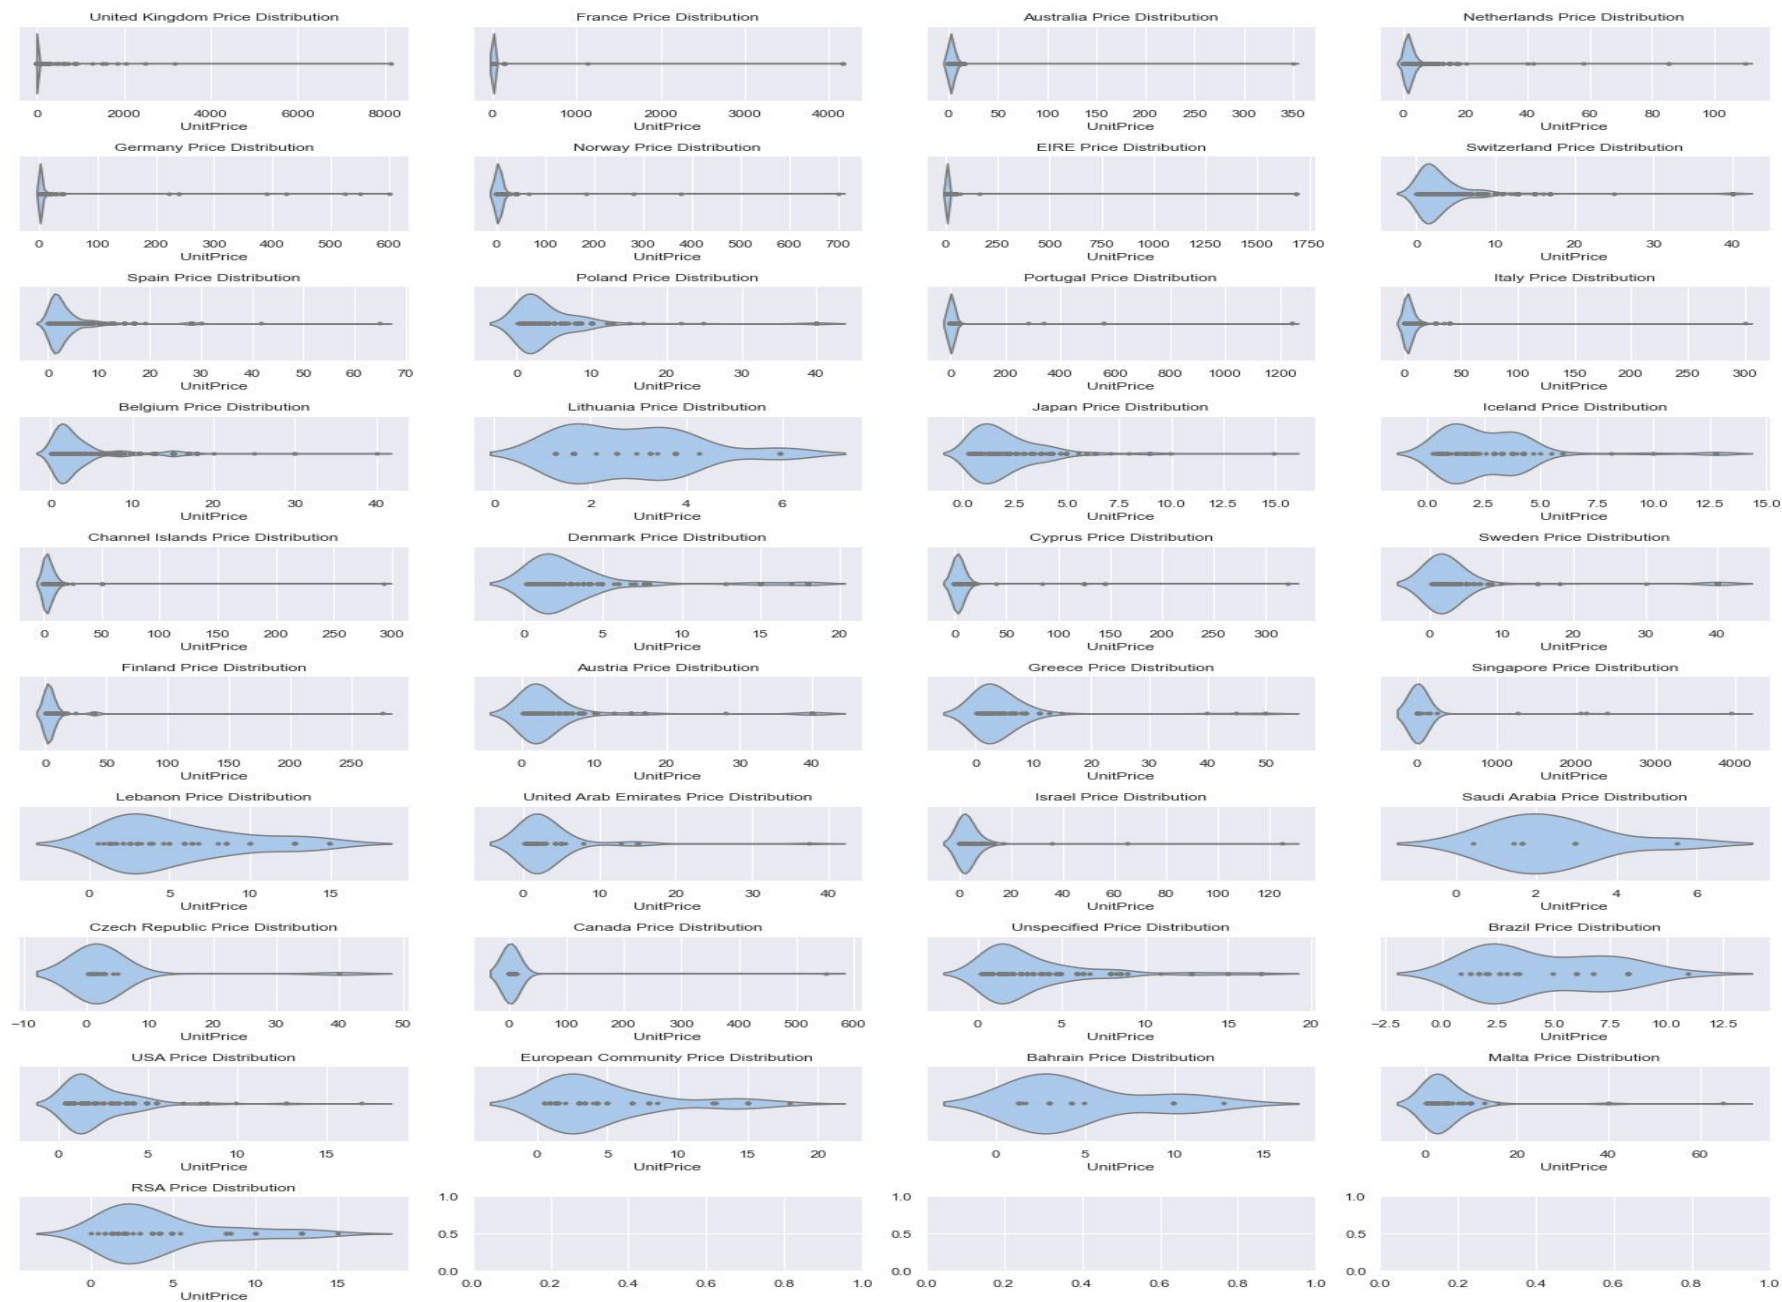 United Kingdom Price Distribution France Price Distribution Australia Price Distribution Netherlands Price Distribution
0 2000 4000 6000 8000 0 1000 2000 3000 4000 0 50 100 150 200 250 300 350 0 20 40 60 80 100
UnitPrice UnitPrice UnitPrice UnitPrice
Germany Price Distribution Norway Price Distribution EIRE Price Distribution Switzerland Price Distribution
0 100 200 300 400 500 600 0 100 200 300 400 500 600 700 0 250 500 750 1000 1250 1500 1750 0 10 20 30 40
UnitPrice UnitPrice UnitPrice UnitPrice
Spain Price Distribution Poland Price Distribution Portugal Price Distribution Italy Price Distribution
0 10 20 30 40 50 60 70 0 10 20 30 40 0 200 400 600 800 1000 1200 0 50 100 150 200 250 300
UnitPrice UnitPrice UnitPrice UnitPrice
Belgium Price Distribution Lithuania Price Distribution Japan Price Distribution Iceland Price Distribution
0 10 20 30 40 0 2 4 6 0.0 2.5 5.0 7.5 10.0 12.5 15.0 0.0 2.5 5.0 7.5 10.0 12.5 15.0
UnitPrice UnitPrice UnitPrice UnitPrice
Channel Islands Price Distribution Denmark Price Distribution Cyprus Price Distribution Sweden Price Distribution
0 50 100 150 200 250 300 0 5 10 15 20 0 50 100 150 200 250 300 0 10 20 30 40
UnitPrice UnitPrice UnitPrice UnitPrice
Finland Price Distribution Austria Price Distribution Greece Price Distribution Singapore Price Distribution
0 50 100 150 200 250 0 10 20 30 40 0 10 20 30 40 50 0 1000 2000 3000 4000
UnitPrice UnitPrice UnitPrice UnitPrice
Lebanon Price Distribution United Arab Emirates Price Distribution Israel Price Distribution Saudi Arabia Price Distribution
0 5 10 15 0 10 20 30 40 0 20 40 60 80 100 120 0 2 4 6
UnitPrice UnitPrice UnitPrice UnitPrice
Czech Republic Price Distribution Canada Price Distribution Unspecified Price Distribution Brazil Price Distribution
−10 0 10 20 30 40 50 0 100 200 300 400 500 600 0 5 10 15 20 −2.5 0.0 2.5 5.0 7.5 10.0 12.5
UnitPrice UnitPrice UnitPrice UnitPrice
USA Price Distribution European Community Price Distribution Bahrain Price Distribution Malta Price Distribution
0 5 10 15 0 5 10 15 20 0 5 10 15 0 20 40 60
UnitPrice UnitPrice UnitPrice UnitPrice
RSA Price Distribution 1.0 1.0 1.0
0.5 0.5 0.5
0.0 0.0 0.0
0 5 10 15 0.0 0.2 0.4 0.6 0.8 1.0 0.0 0.2 0.4 0.6 0.8 1.0 0.0 0.2 0.4 0.6 0.8 1.0
UnitPrice